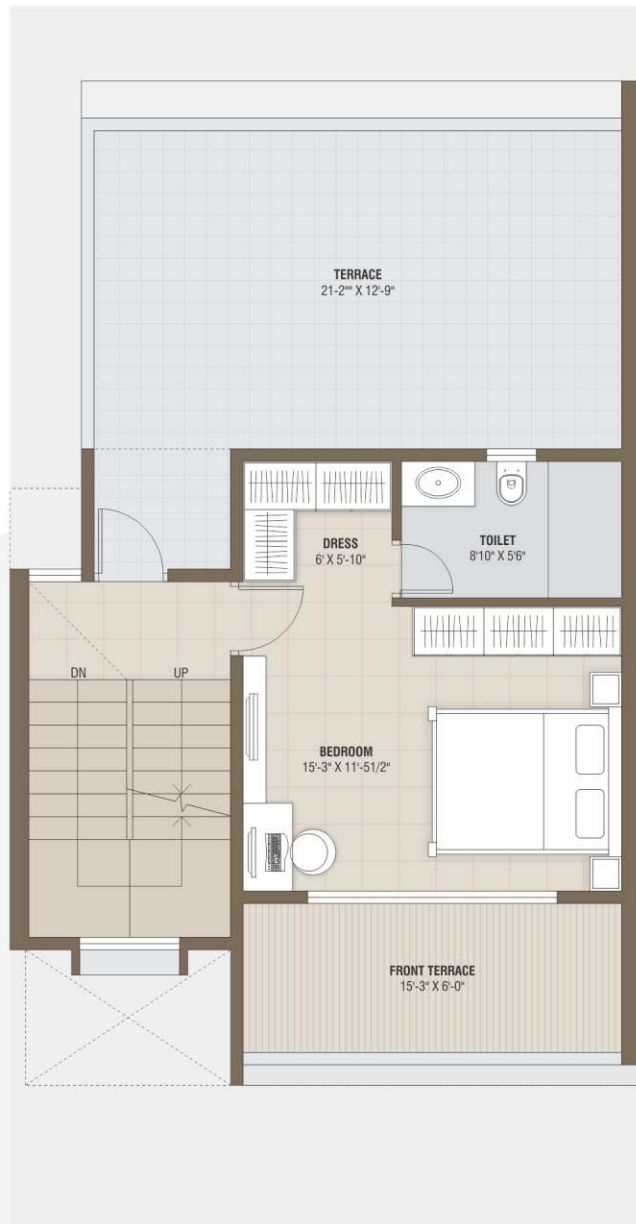 TERRACE
21-2"" X 12'-9"
DRESS
6' X 5'-10"
TOILET
8'10" X 5'6"
DN
UP
BEDROOM
15'-3" X 11'-51/2"
FRONT TERRACE
15'-3" X 6'-0"